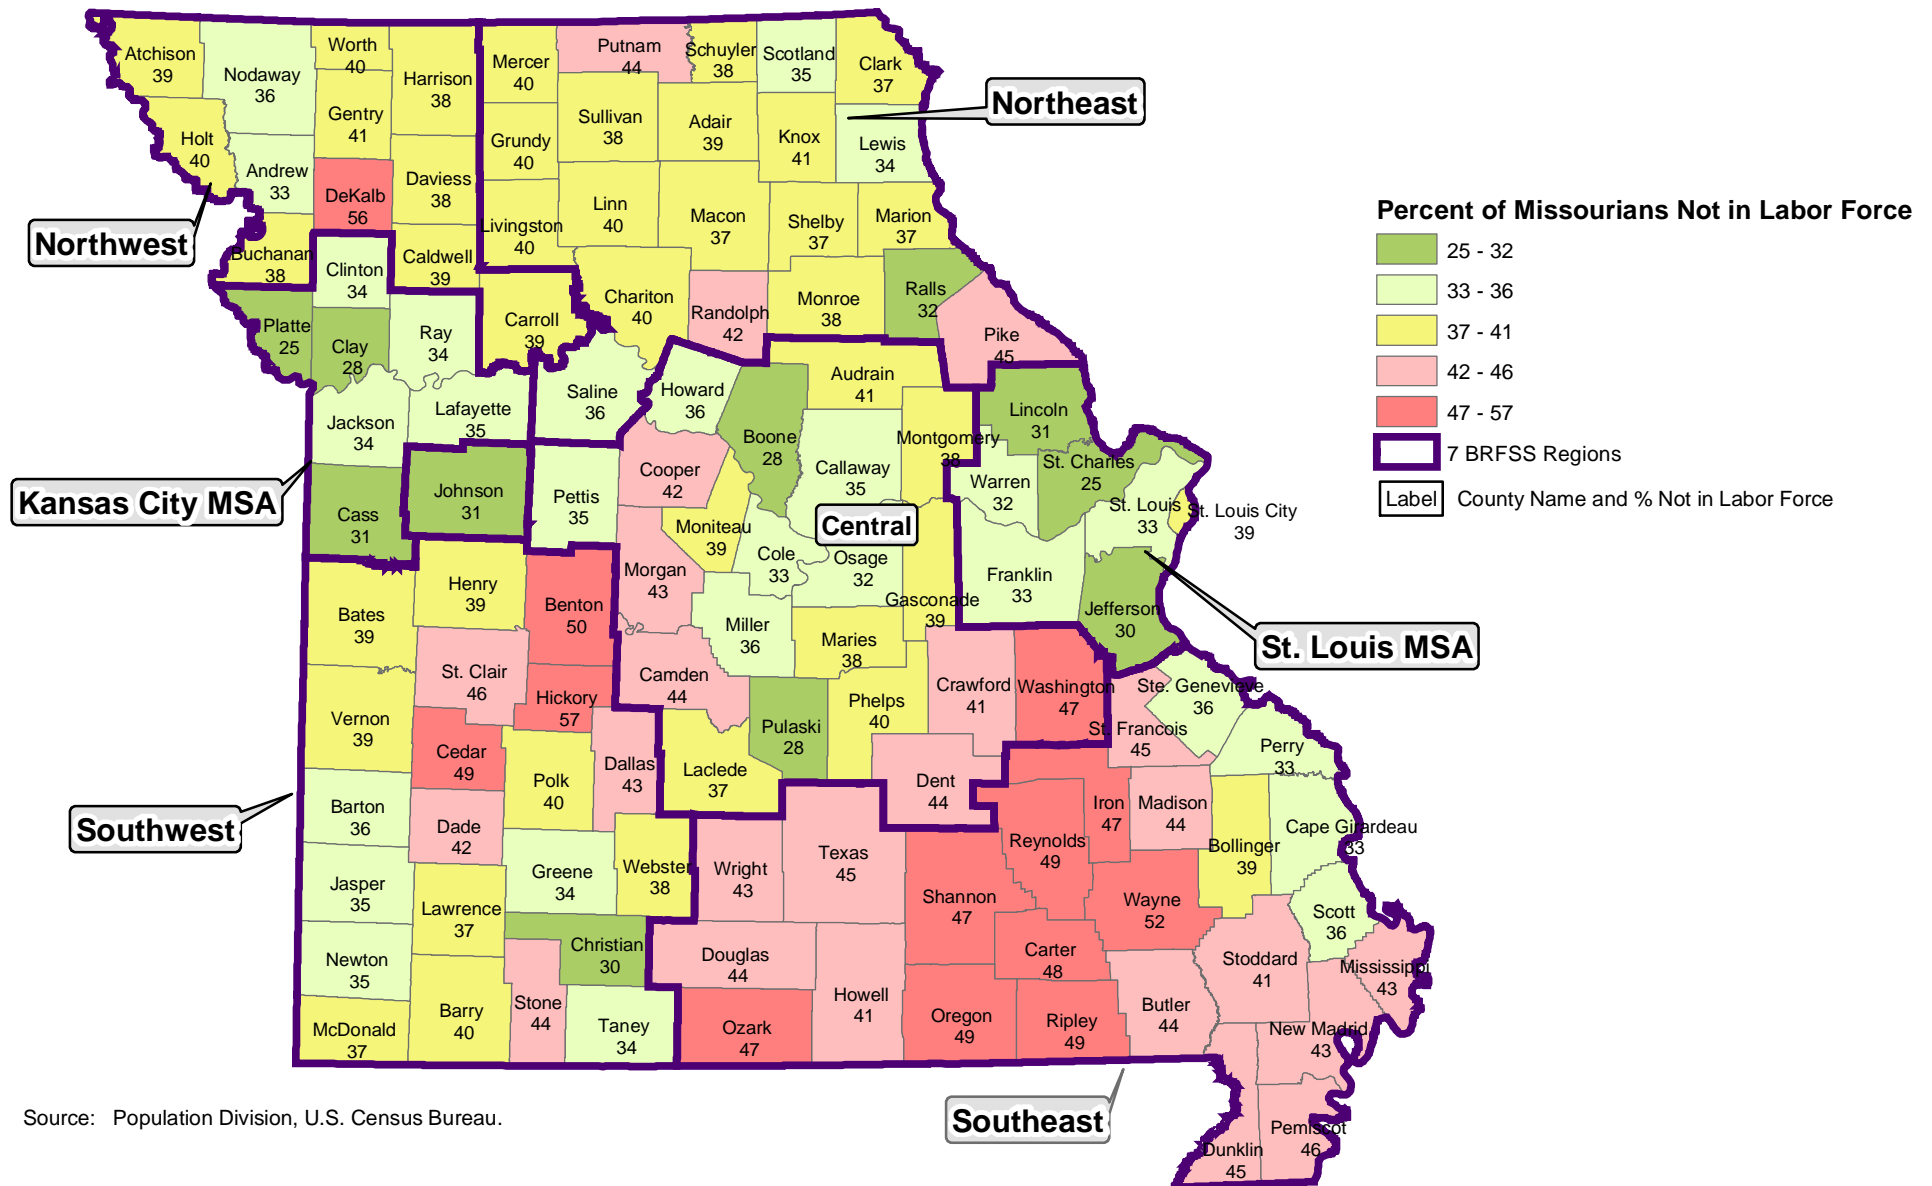 Atchison
39
Nodaway
36
Worth
40
Harrison
38
Mercer
40
Putnam
44
Schuyler
38
Scotland
35
Clark
37
Northeast
Gentry
41
Holt
40
Andrew
33
DeKalb
56
Daviess
38
Grundy
40
Sullivan
38
Adair
39
Knox
41
Lewis
34
Northwest
Buchanan
38
Clinton
34
Caldwell
39
Livingston
40
Linn
40
Macon
37
Shelby
37
Marion
37
Percent of Missourians Not in Labor Force
25 - 32
33 - 36
37 - 41
42 - 46
47 - 57
7 BRFSS Regions
Label
County Name and % Not in Labor Force
Platte
25
Clay
28
Ray
34
Carroll
39
Chariton
40
Randolph
42
Monroe
38
Ralls
32
Pike
45
Jackson
34
Lafayette
35
Saline
36
Howard
36
Boone
28
Audrain
41
Callaway
35
Montgomery
38
Lincoln
31
Warren
32
St. Charles
25
St. Louis
33
St. Louis City
39
Kansas City MSA
Cass
31
Johnson
31
Pettis
35
Cooper
42
Moniteau
39
Central
Cole
33
Osage
32
Franklin
33
Jefferson
30
St. Louis MSA
Bates
39
Henry
39
Benton
50
Morgan
43
Miller
36
Maries
38
Gasconade
39
Vernon
39
St. Clair
46
Hickory
57
Camden
44
Pulaski
28
Phelps
40
Crawford
41
Washington
47
Ste. Genevieve
36
St. Francois
45
Perry
33
Southwest
Barton
36
Cedar
49
Polk
40
Dallas
43
Laclede
37
Dent
44
Iron
47
Madison
44
Cape Girardeau
33
Dade
42
Reynolds
49
Bollinger
39
Jasper
35
Greene
34
Webster
38
Wright
43
Texas
45
Shannon
47
Wayne
52
Scott
36
Lawrence
37
Christian
30
Douglas
44
Carter
48
Stoddard
41
Mississippi
43
Newton
35
Howell
41
Butler
44
New Madrid
43
McDonald
37
Barry
40
Stone
44
Taney
34
Ozark
47
Oregon
49
Ripley
49
Southeast
Pemiscot
46
Dunklin
45
Source: Population Division, U.S. Census Bureau.